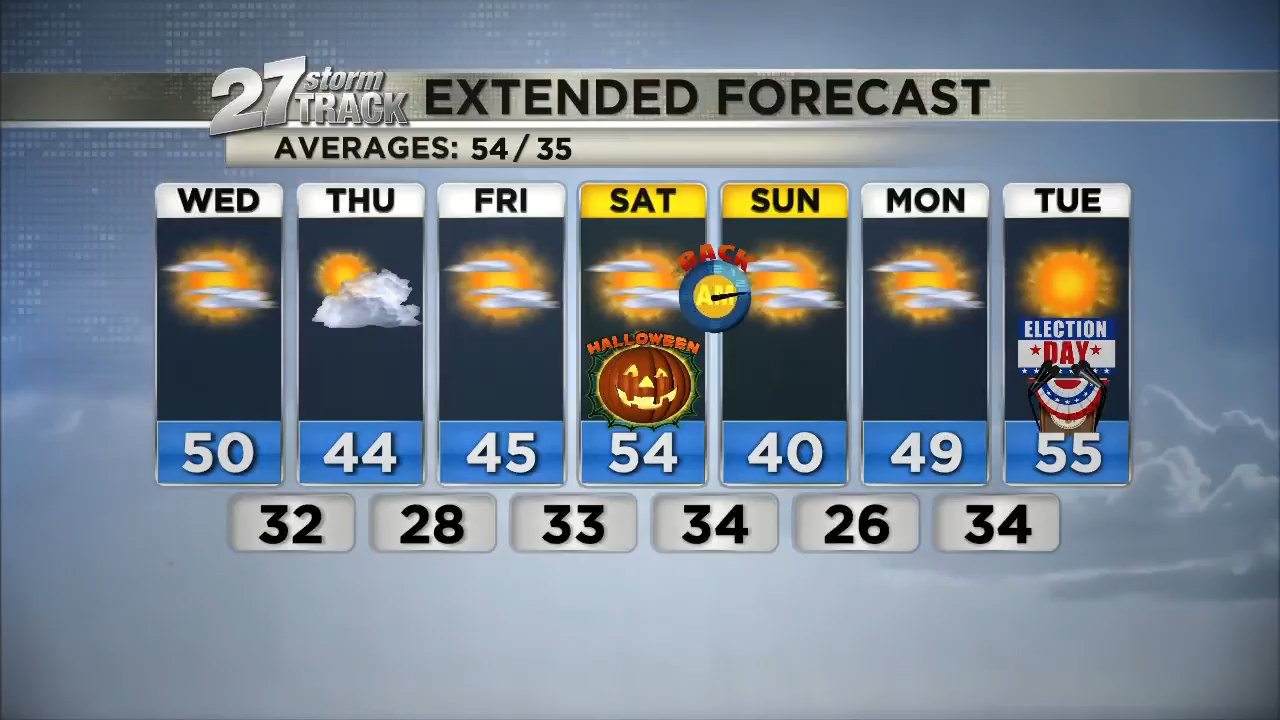 27 storm TRACK EXTENDED FORECAST
AVERAGES: 54 / 35
WED THU FRI SAT SUN MON TUE
BACK
AM
HALLOWEEN
ELECTION
DAY
50 44 45 54 40 49 55
32 28 33 34 26 34